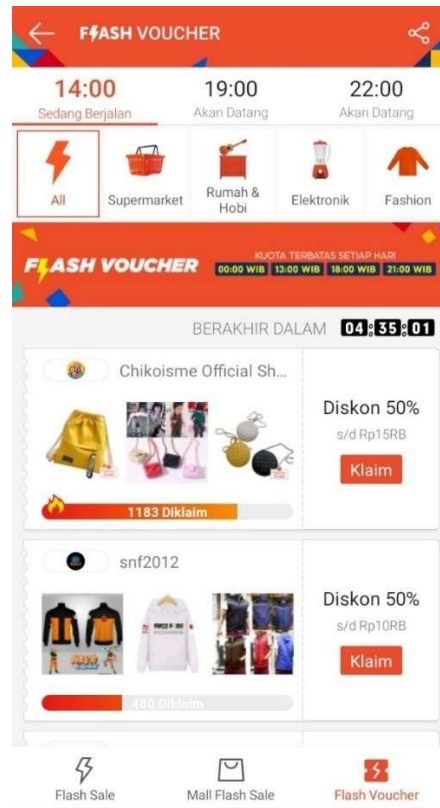 FLASH VOUCHER
14:00 19:00 22:00
Sedang Berjalan Akan Datang Akan Datang
All Supermarket Rumah & Hobi Elektronik Fashion
FLASH VOUCHER
KUOTA TERBATAS SETIAP HARI
00:00 WIB 13:00 WIB 18:00 WIB 21:00 WIB
BERAKHIR DALAM 04:35:01
Chikoisme Official Sh...
Diskon 50%
s/d Rp15RB
Klaim
1183 Diklaim
snf2012
Diskon 50%
s/d Rp10RB
Klaim
480 Diklaim
Flash Sale Mall Flash Sale Flash Voucher